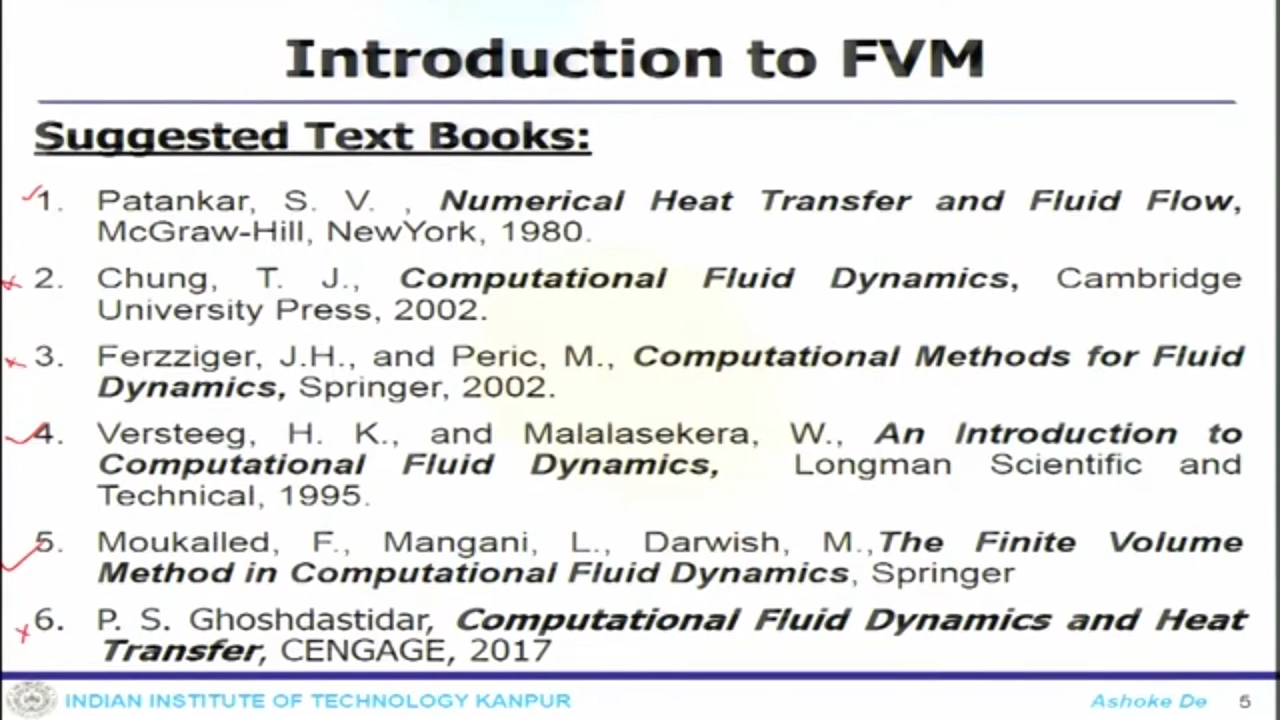 Introduction to FVM
Suggested Text Books:
1. Patankar, S. V. , Numerical Heat Transfer and Fluid Flow,
McGraw-Hill, NewYork, 1980.
2. Chung, T. J., Computational Fluid Dynamics, Cambridge
University Press, 2002.
3. Ferzziger, J.H., and Peric, M., Computational Methods for Fluid
Dynamics, Springer, 2002.
4. Versteeg, H. K., and Malalasekera, W., An Introduction to
Computational Fluid Dynamics, Longman Scientific and
Technical, 1995.
5. Moukalled, F., Mangani, L., Darwish, M.,The Finite Volume
Method in Computational Fluid Dynamics, Springer
6. P. S. Ghoshdastidar, Computational Fluid Dynamics and Heat
Transfer, CENGAGE, 2017
INDIAN INSTITUTE OF TECHNOLOGY KANPUR
Ashoke De 5